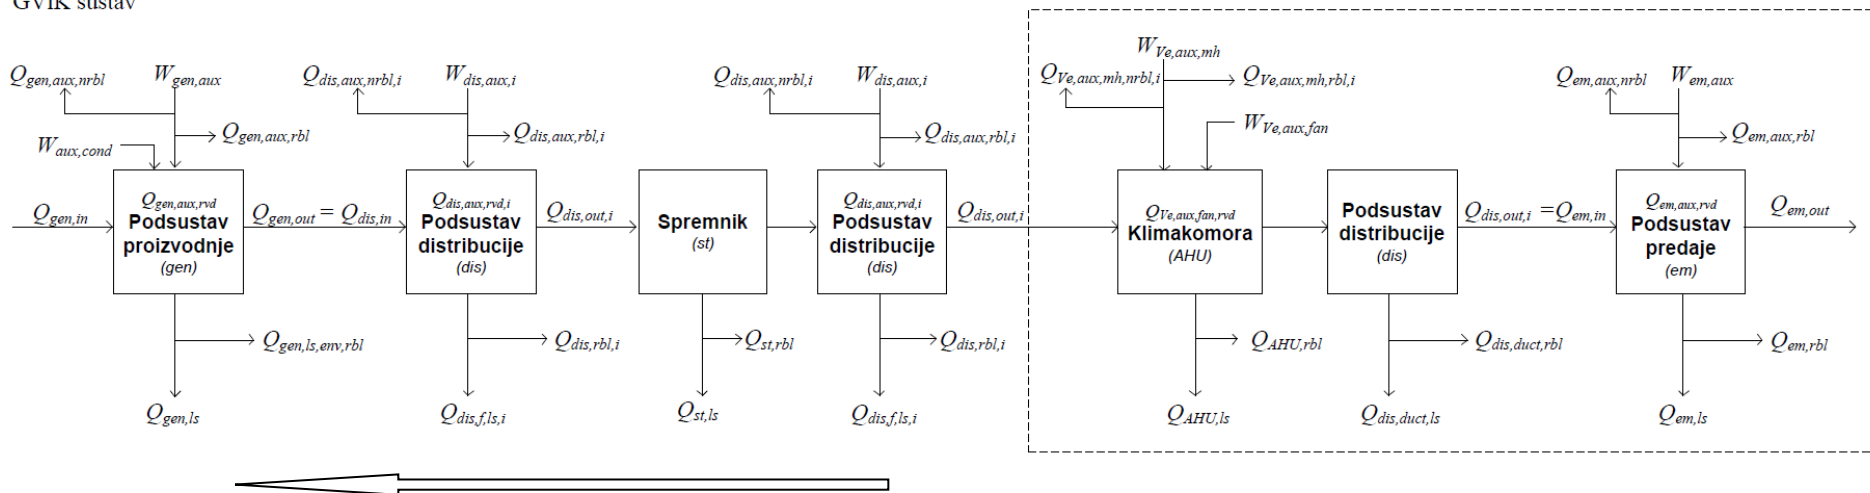 GViK sustav
Q_gen,aux,nrbl
W_gen,aux
Q_gen,aux,rbl
W_aux,cond
Q_gen,in
Q_gen,aux,rvd
Podsustav
proizvodnje
(gen)
Q_gen,out = Q_dis,in
Q_gen,ls,env,rbl
Q_gen,ls
Q_dis,aux,nrbl,i
W_dis,aux,i
Q_dis,aux,rbl,i
Q_dis,aux,rvd,i
Podsustav
distribucije
(dis)
Q_dis,out,i
Q_dis,rbl,i
Q_dis,f,ls,i
Spremnik
(st)
Q_st,rbl
Q_st,ls
Q_dis,aux,nrbl,i
W_dis,aux,i
Q_dis,aux,rbl,i
Q_dis,aux,rvd,i
Podsustav
distribucije
(dis)
Q_dis,out,i
Q_dis,rbl,i
Q_dis,f,ls,i
W_Ve,aux,mh
Q_Ve,aux,mh,nrbl,i
Q_Ve,aux,mh,rbl,i
W_Ve,aux,fan
Q_Ve,aux,fan,rvd
Klimakomora
(AHU)
Q_AHU,rbl
Q_AHU,ls
Podsustav
distribucije
(dis)
Q_dis,out,i =Q_em,in
Q_dis,duct,rbl
Q_dis,duct,ls
Q_em,aux,nrbl
W_em,aux
Q_em,aux,rbl
Q_em,aux,rvd
Podsustav
predaje
(em)
Q_em,out
Q_em,rbl
Q_em,ls